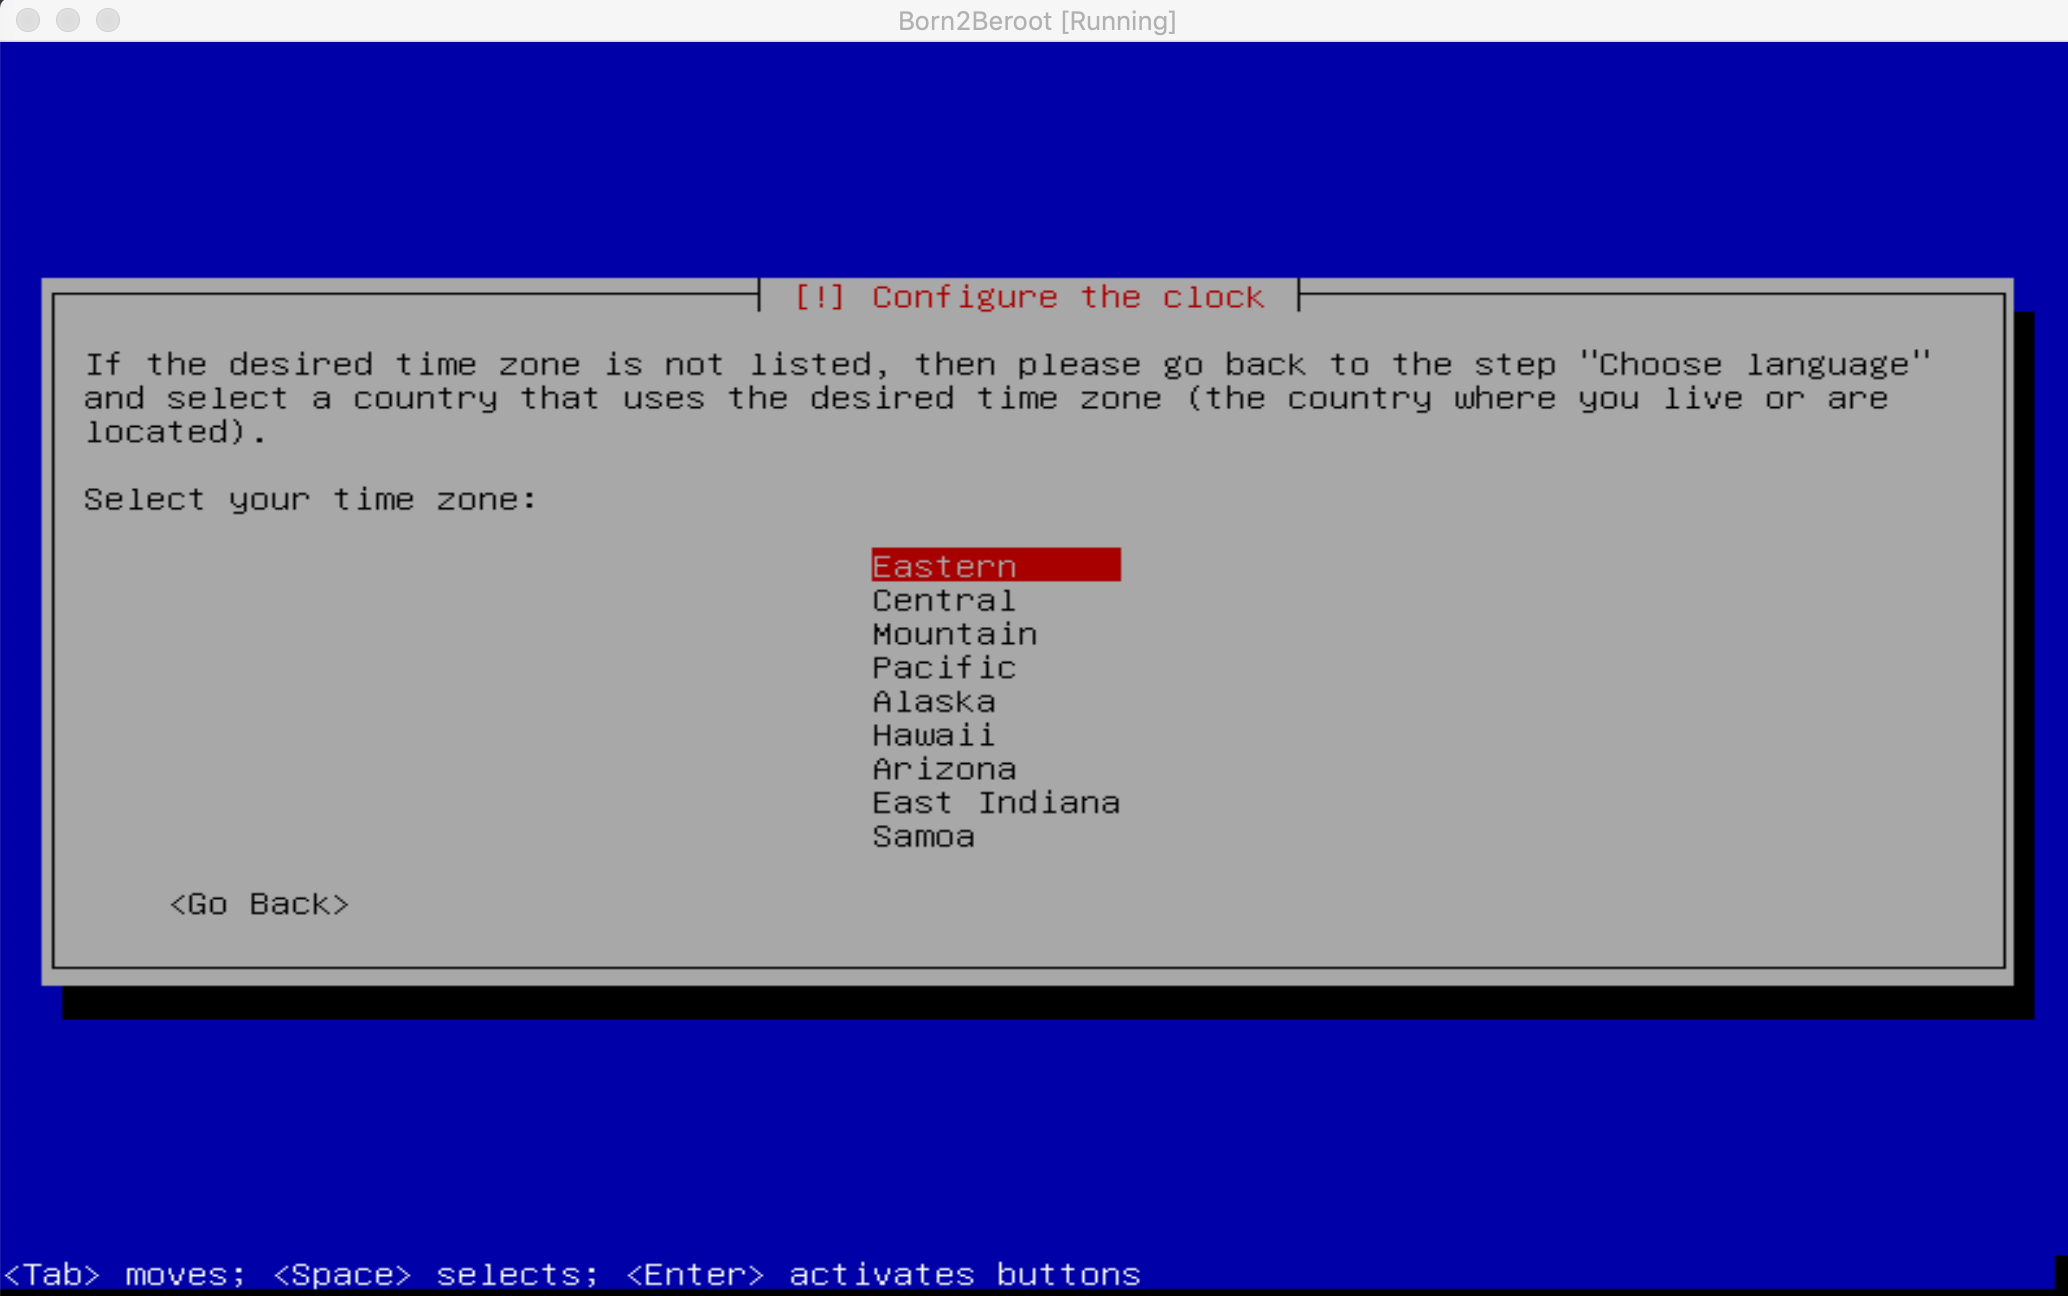 Born2Beroot [Running]
[!] Configure the clock
If the desired time zone is not listed, then please go back to the step "Choose language"
and select a country that uses the desired time zone (the country where you live or are
located).
Select your time zone:
Eastern
Central
Mountain
Pacific
Alaska
Hawaii
Arizona
East Indiana
Samoa
<Go Back>
<Tab> moves; <Space> selects; <Enter> activates buttons